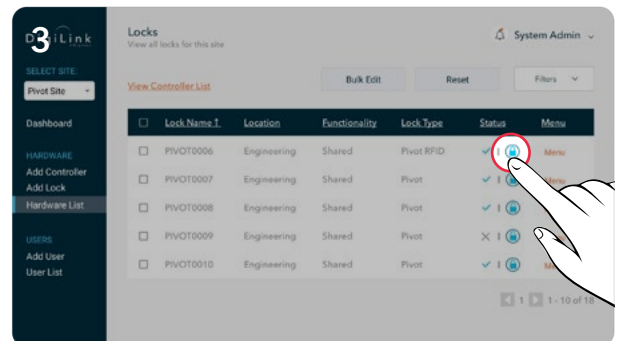 3
DigiLink
Locks
View all locks for this site
System Admin
SELECT SITE:
Pivot Site
View Controller List
Bulk Edit
Reset
Filters
Dashboard
Lock Name ↑ Location Functionality Lock Type Status Menu
HARDWARE
Add Controller
Add Lock
Hardware List
USERS
Add User
User List
PIVOT0006 Engineering Shared Pivot RFID ✓ | Menu
PIVOT0007 Engineering Shared Pivot ✓ | Menu
PIVOT0008 Engineering Shared Pivot ✓ |
PIVOT0009 Engineering Shared Pivot ✕ |
PIVOT0010 Engineering Shared Pivot ✓ |
1 1 - 10 of 18